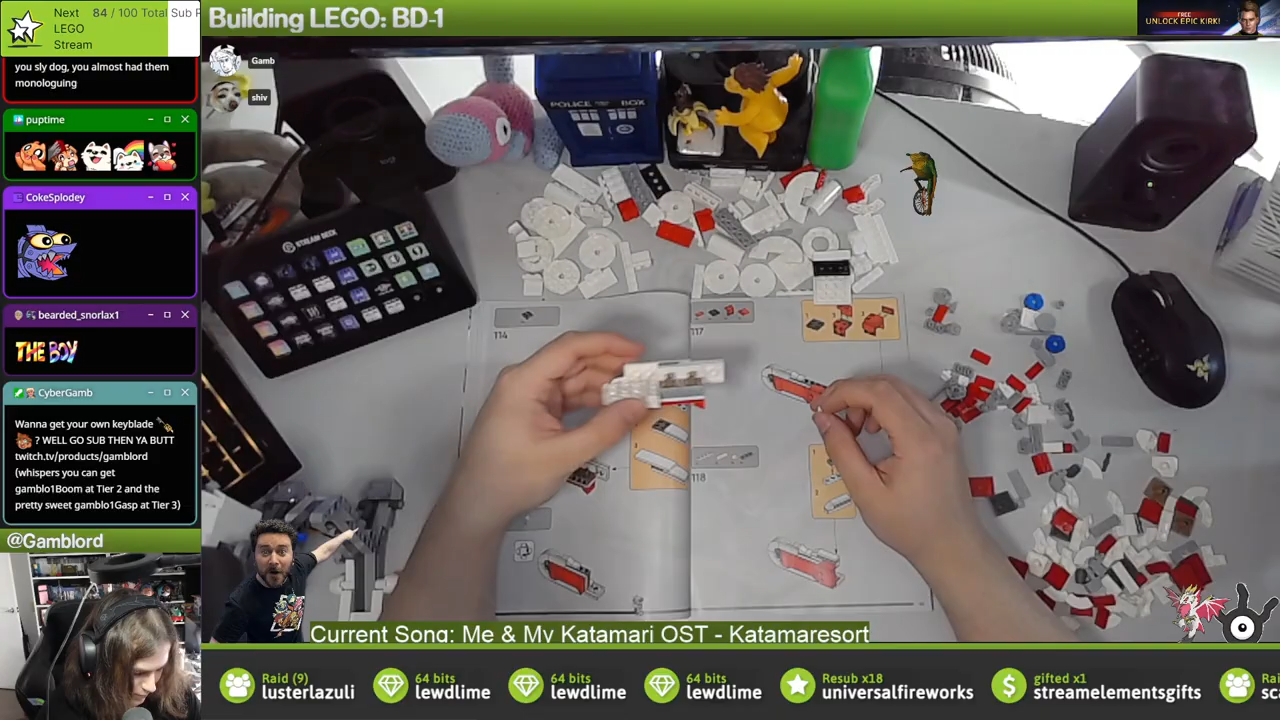 Next
LEGO
Stream
84 / 100 Total Sub P
Building LEGO: BD-1
FREE
UNLOCK EPIC KIRK!
you sly dog, you almost had them
monologuing
Gamb
shiv
POLICE BOX
puptime
CokeSplodey
STREAM DECK
114
117
118
bearded_snorlax1
THE BOY
CyberGamb
Wanna get your own keyblade
? WELL GO SUB THEN YA BUTT
twitch.tv/products/gamblord
(whispers you can get
gamblo1Boom at Tier 2 and the
pretty sweet gamblo1Gasp at Tier 3)
@Gamblord
Current Song: Me & My Katamari OST - Katamaresort
Raid (9)
lusterlazuli
64 bits
lewdlime
64 bits
lewdlime
64 bits
lewdlime
Resub x18
universalfireworks
gifted x1
streamelementsgifts
Rai
sca